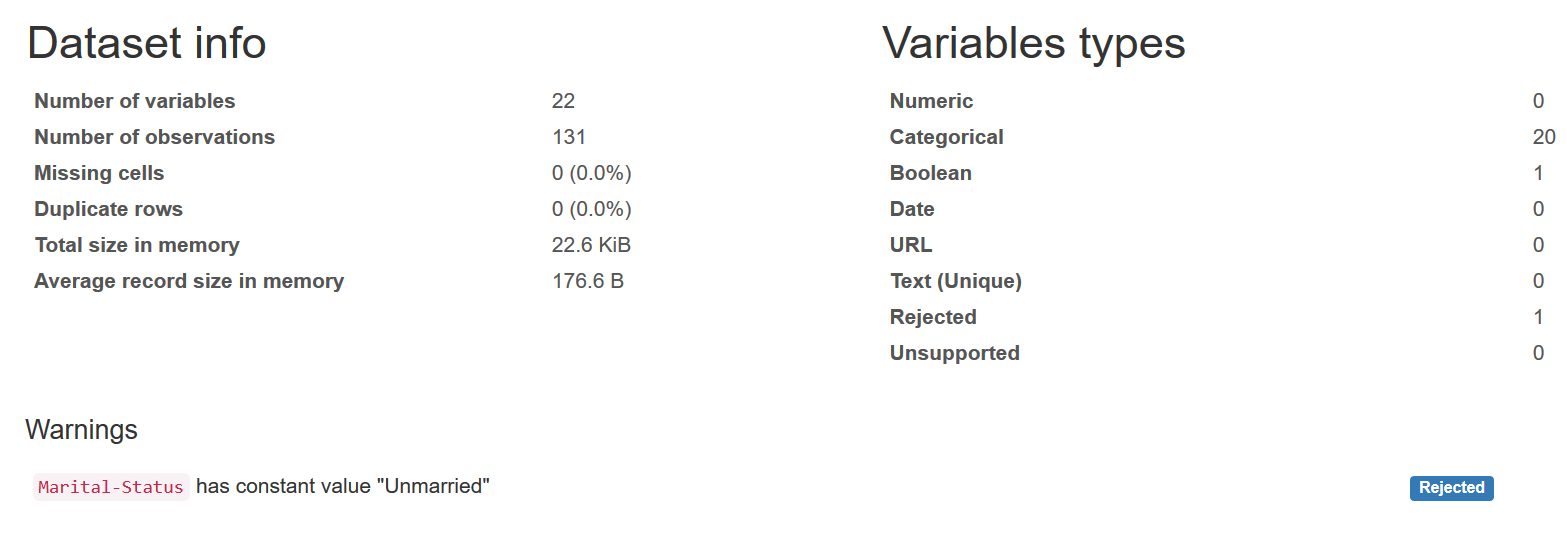 Dataset info
Number of variables 22
Number of observations 131
Missing cells 0 (0.0%)
Duplicate rows 0 (0.0%)
Total size in memory 22.6 KiB
Average record size in memory 176.6 B
Variables types
Numeric 0
Categorical 20
Boolean 1
Date 0
URL 0
Text (Unique) 0
Rejected 1
Unsupported 0
Warnings
Marital-Status has constant value "Unmarried" Rejected